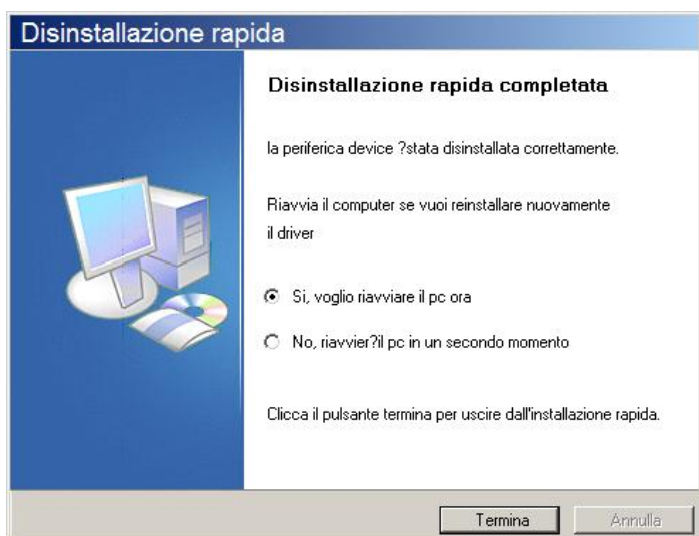 Disinstallazione rapida
Disinstallazione rapida completata
la periferica device ?stata disinstallata correttamente.
Riavvia il computer se vuoi reinstallare nuovamente
il driver
Si, voglio riavviare il pc ora
No, riavvier?il pc in un secondo momento
Clicca il pulsante termina per uscire dall'installazione rapida.
Termina
Annulla